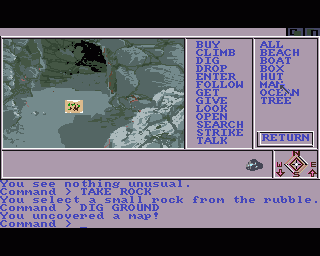 BUY
CLIMB
DIG
DROP
ENTER
FOLLOW
GET
GIVE
LOOK
OPEN
SEARCH
STRIKE
TALK
ALL
BEACH
BOAT
BOX
HUT
MAN
OCEAN
TREE
RETURN
N
W E
S
You see nothing unusual.
Command > TAKE ROCK
You select a small rock from the rubble.
Command > DIG GROUND
You uncovered a map!
Command > _